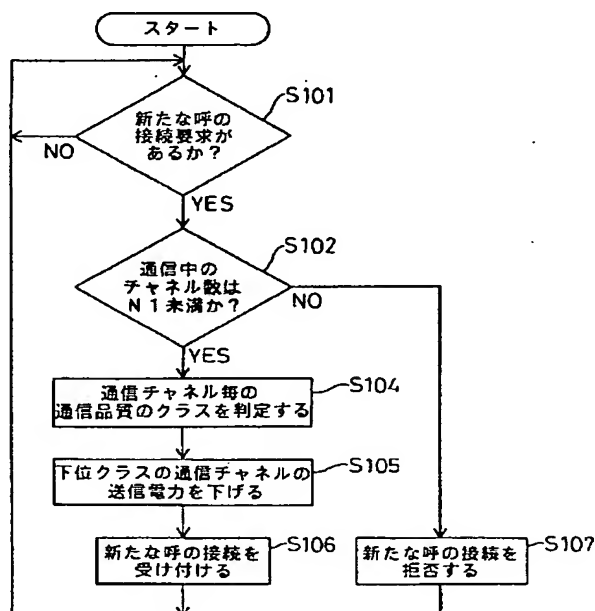 スタート
S101
新たな呼の
接続要求が
あるか?
NO
YES
S102
通信中の
チャネル数は
N1未満か?
NO
YES
S104
通信チャネル毎の
通信品質のクラスを判定する
S105
下位クラスの通信チャネルの
送信電力を下げる
S106
新たな呼の接続を
受け付ける
S107
新たな呼の接続を
拒否する